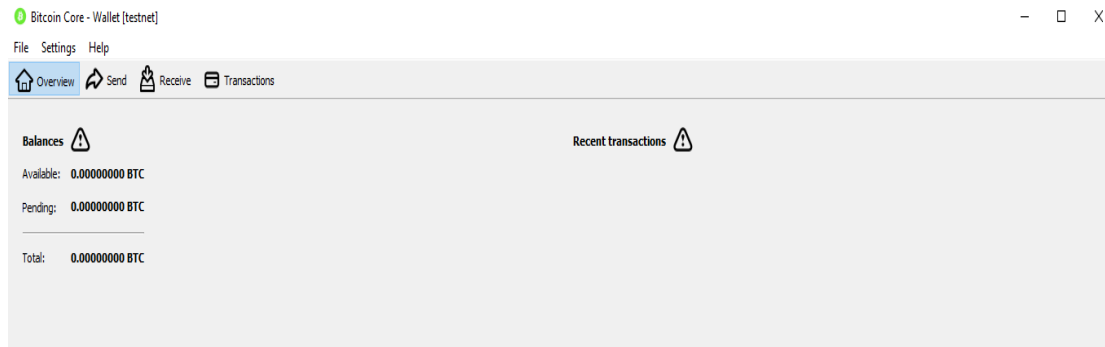 Bitcoin Core - Wallet [testnet]
File Settings Help
Overview Send Receive Transactions
Balances Recent transactions
Available: 0.00000000 BTC
Pending: 0.00000000 BTC
Total: 0.00000000 BTC